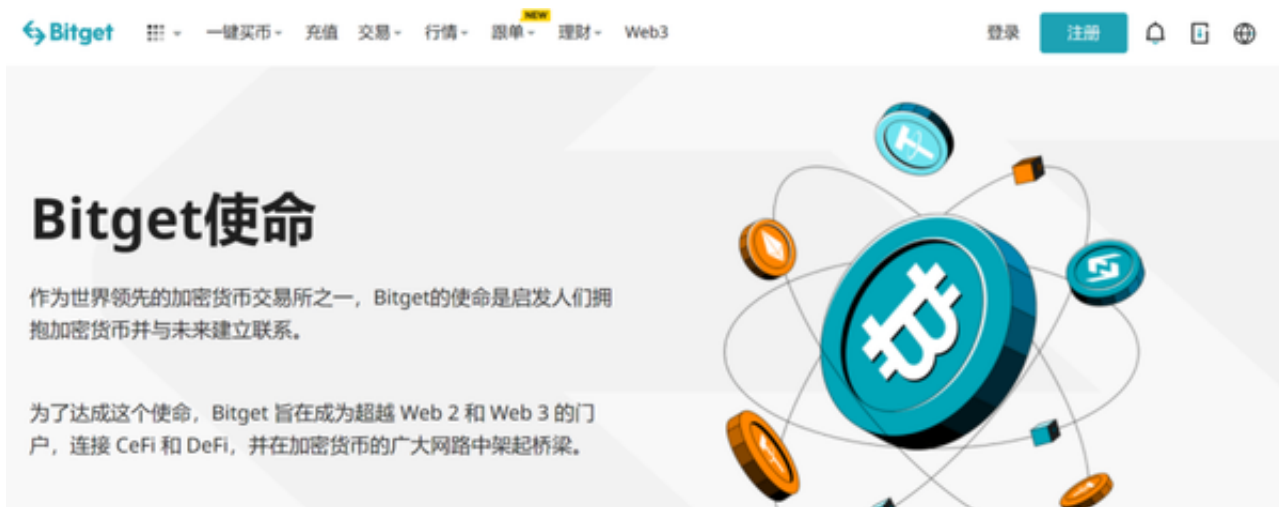 Bitget 一键买币 充值 交易 行情 跟单 NEW 理财 Web3 登录 注册
Bitget使命
作为世界领先的加密货币交易所之一，Bitget的使命是启发人们拥
抱加密货币并与未来建立联系。
为了达成这个使命，Bitget 旨在成为超越 Web 2 和 Web 3 的门
户，连接 CeFi 和 DeFi，并在加密货币的广大网路中架起桥梁。